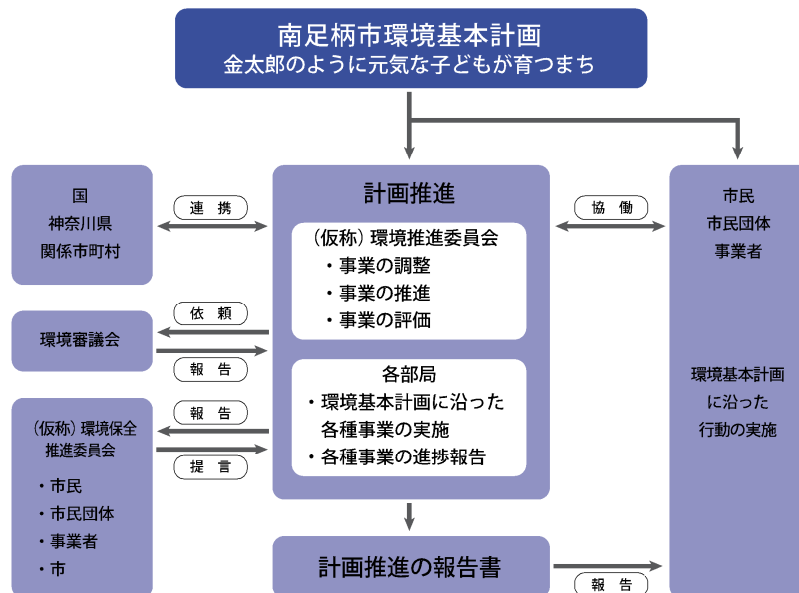 南足柄市環境基本計画
金太郎のように元気な子どもが育つまち
国
神奈川県
関係市町村
連携
計画推進
(仮称)環境推進委員会
・事業の調整
・事業の推進
・事業の評価
協働
市民
市民団体
事業者
環境審議会
依頼
報告
各部局
・環境基本計画に沿った
各種事業の実施
・各種事業の進捗報告
環境基本計画
に沿った
行動の実施
(仮称)環境保全
推進委員会
・市民
・市民団体
・事業者
・市
報告
提言
計画推進の報告書
報告